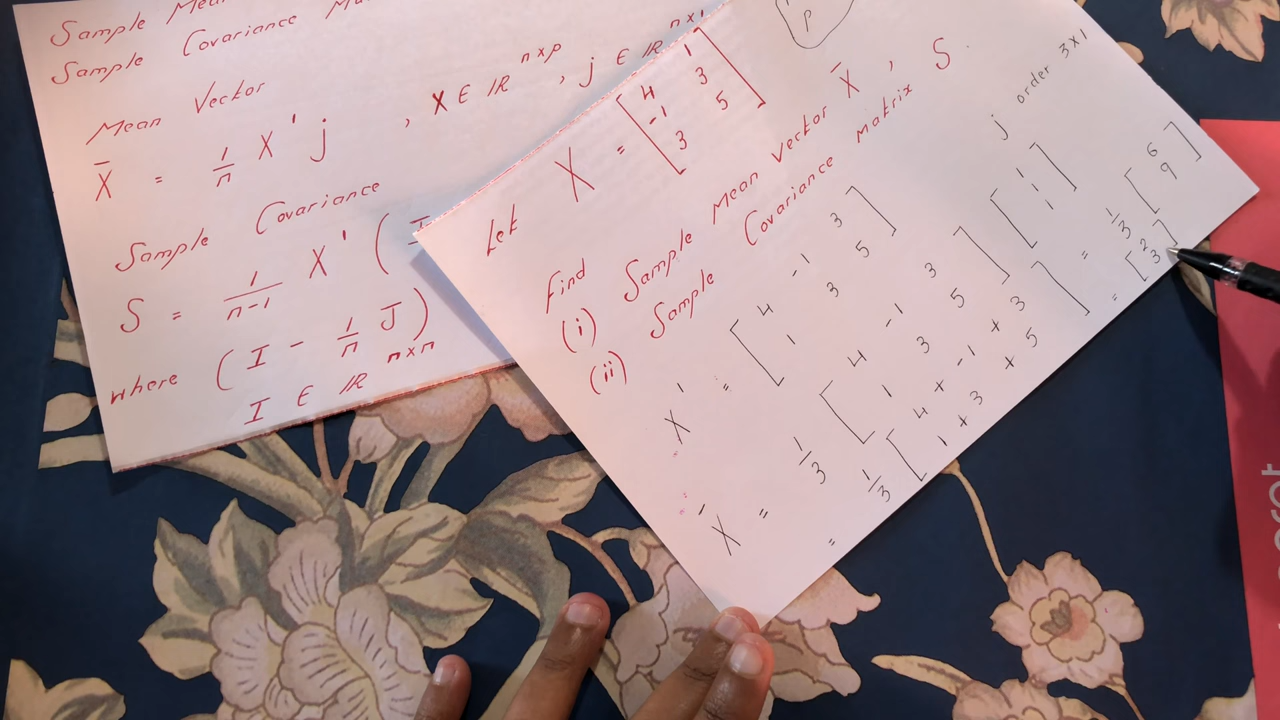 Sample Mean
Sample Covariance
Mean Vector
X̄ = 1/n X' j , X ∈ IR n×p , j ∈ IR n×1
Sample Covariance
S = 1/n-1 X' ( I
where ( I - 1/n J )
I ∈ IR n×n
P
Let X = [ 4 1
-1 3
3 5 ]
Find
(i) Sample Mean Vector X̄ , S.
(ii) Sample Covariance Matrix
X' = [ 4 -1 3
1 3 5 ]
j order 3×1
X̄ = 1/3 [ 4 -1 3
1 3 5 ] [ 1
1
1 ]
= 1/3 [ 4 + -1 + 3
1 + 3 + 5 ] = 1/3 [ 6
9 ]
= [ 2
3 ]